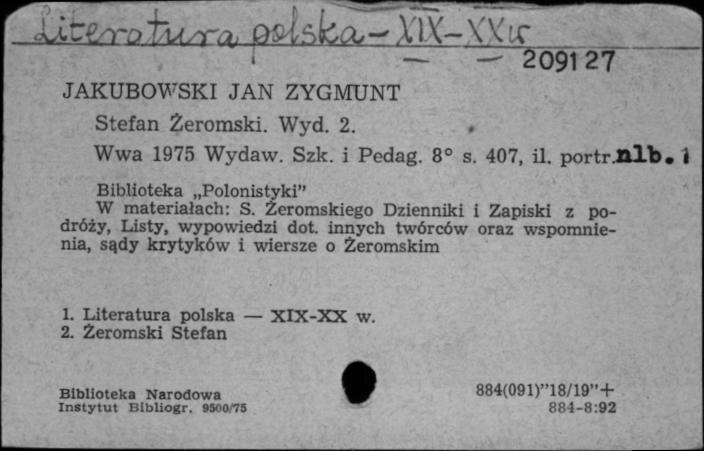 Literatura polska – XIX – XX w
209127
JAKUBOWSKI JAN ZYGMUNT
Stefan Żeromski. Wyd. 2.
Wwa 1975 Wydaw. Szk. i Pedag. 8° s. 407, il. portr.nlb. 1
Biblioteka „Polonistyki”
W materiałach: S. Żeromskiego Dzienniki i Zapiski z po-
dróży, Listy, wypowiedzi dot. innych twórców oraz wspomnie-
nia, sądy krytyków i wiersze o Żeromskim
1. Literatura polska — XIX-XX w.
2. Żeromski Stefan
Biblioteka Narodowa
Instytut Bibliogr. 9500/75
884(091)”18/19”+
884-8:92